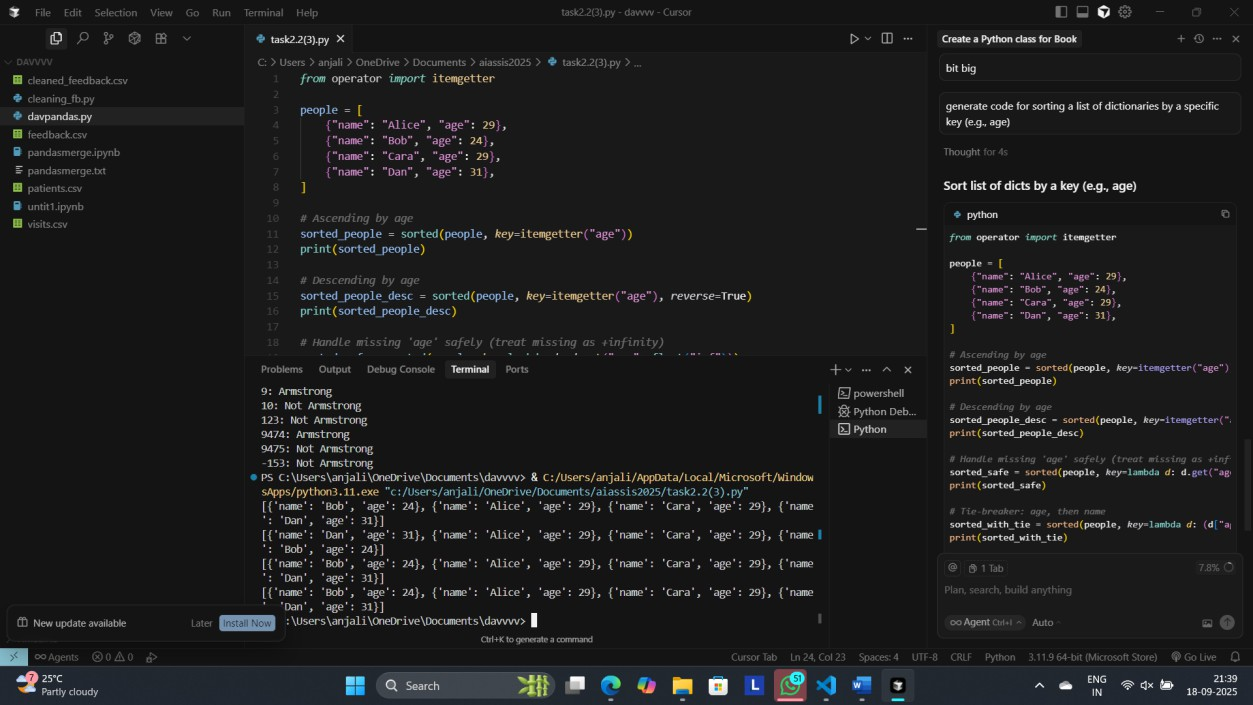 File Edit Selection View Go Run Terminal Help
task2.2(3).py - davvvv - Cursor
DAVVVV
cleaned_feedback.csv
cleaning_fb.py
davpandas.py
feedback.csv
pandasmerge.ipynb
pandasmerge.txt
patients.csv
untit1.ipynb
visits.csv
task2.2(3).py
C: > Users > anjali > OneDrive > Documents > aiassis2025 > task2.2(3).py > ...
1 from operator import itemgetter
2
3 people = [
4 {"name": "Alice", "age": 29},
5 {"name": "Bob", "age": 24},
6 {"name": "Cara", "age": 29},
7 {"name": "Dan", "age": 31},
8 ]
9
10 # Ascending by age
11 sorted_people = sorted(people, key=itemgetter("age"))
12 print(sorted_people)
13
14 # Descending by age
15 sorted_people_desc = sorted(people, key=itemgetter("age"), reverse=True)
16 print(sorted_people_desc)
17
18 # Handle missing 'age' safely (treat missing as +infinity)
Problems Output Debug Console Terminal Ports
9: Armstrong
10: Not Armstrong
123: Not Armstrong
9474: Armstrong
9475: Not Armstrong
-153: Not Armstrong
PS C:\Users\anjali\OneDrive\Documents\davvvv> & C:/Users/anjali/AppData/Local/Microsoft/Window
sApps/python3.11.exe "c:/Users/anjali/OneDrive/Documents/aiassis2025/task2.2(3).py"
[{'name': 'Bob', 'age': 24}, {'name': 'Alice', 'age': 29}, {'name': 'Cara', 'age': 29}, {'name
': 'Dan', 'age': 31}]
[{'name': 'Dan', 'age': 31}, {'name': 'Alice', 'age': 29}, {'name': 'Cara', 'age': 29}, {'name
': 'Bob', 'age': 24}]
[{'name': 'Bob', 'age': 24}, {'name': 'Alice', 'age': 29}, {'name': 'Cara', 'age': 29}, {'name
': 'Dan', 'age': 31}]
[{'name': 'Bob', 'age': 24}, {'name': 'Alice', 'age': 29}, {'name': 'Cara', 'age': 29}, {'name
'Dan', 'age': 31}]
:\Users\anjali\OneDrive\Documents\davvvv>
Ctrl+K to generate a command
powershell
Python Deb...
Python
New update available Later Install Now
Create a Python class for Book
bit big
generate code for sorting a list of dictionaries by a specific
key (e.g., age)
Thought for 4s
Sort list of dicts by a key (e.g., age)
python
from operator import itemgetter
people = [
{"name": "Alice", "age": 29},
{"name": "Bob", "age": 24},
{"name": "Cara", "age": 29},
{"name": "Dan", "age": 31},
]
# Ascending by age
sorted_people = sorted(people, key=itemgetter("age")
print(sorted_people)
# Descending by age
sorted_people_desc = sorted(people, key=itemgetter("
print(sorted_people_desc)
# Handle missing 'age' safely (treat missing as +inf
sorted_safe = sorted(people, key=lambda d: d.get("ag
print(sorted_safe)
# Tie-breaker: age, then name
sorted_with_tie = sorted(people, key=lambda d: (d["a
print(sorted_with_tie)
@ 1 Tab 7.8%
Plan, search, build anything
Agent Ctrl+I Auto
Agents 0 0 Cursor Tab Ln 24, Col 23 Spaces: 4 UTF-8 CRLF Python 3.11.9 64-bit (Microsoft Store) Go Live
7 25°C
Partly cloudy
Search
L
51
W
ENG
IN
21:39
18-09-2025